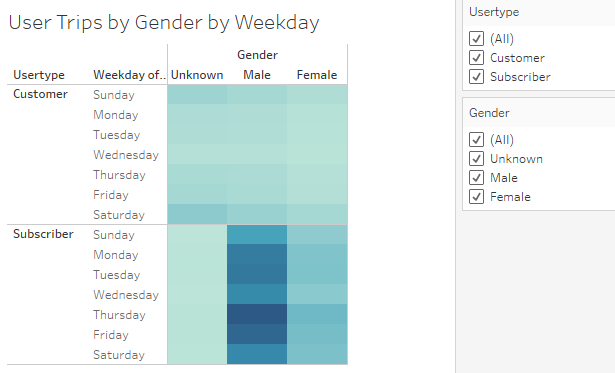 User Trips by Gender by Weekday
Gender
Usertype Weekday of.. Unknown Male Female
Customer Sunday
Monday
Tuesday
Wednesday
Thursday
Friday
Saturday
Subscriber Sunday
Monday
Tuesday
Wednesday
Thursday
Friday
Saturday
Usertype
(All)
Customer
Subscriber
Gender
(All)
Unknown
Male
Female